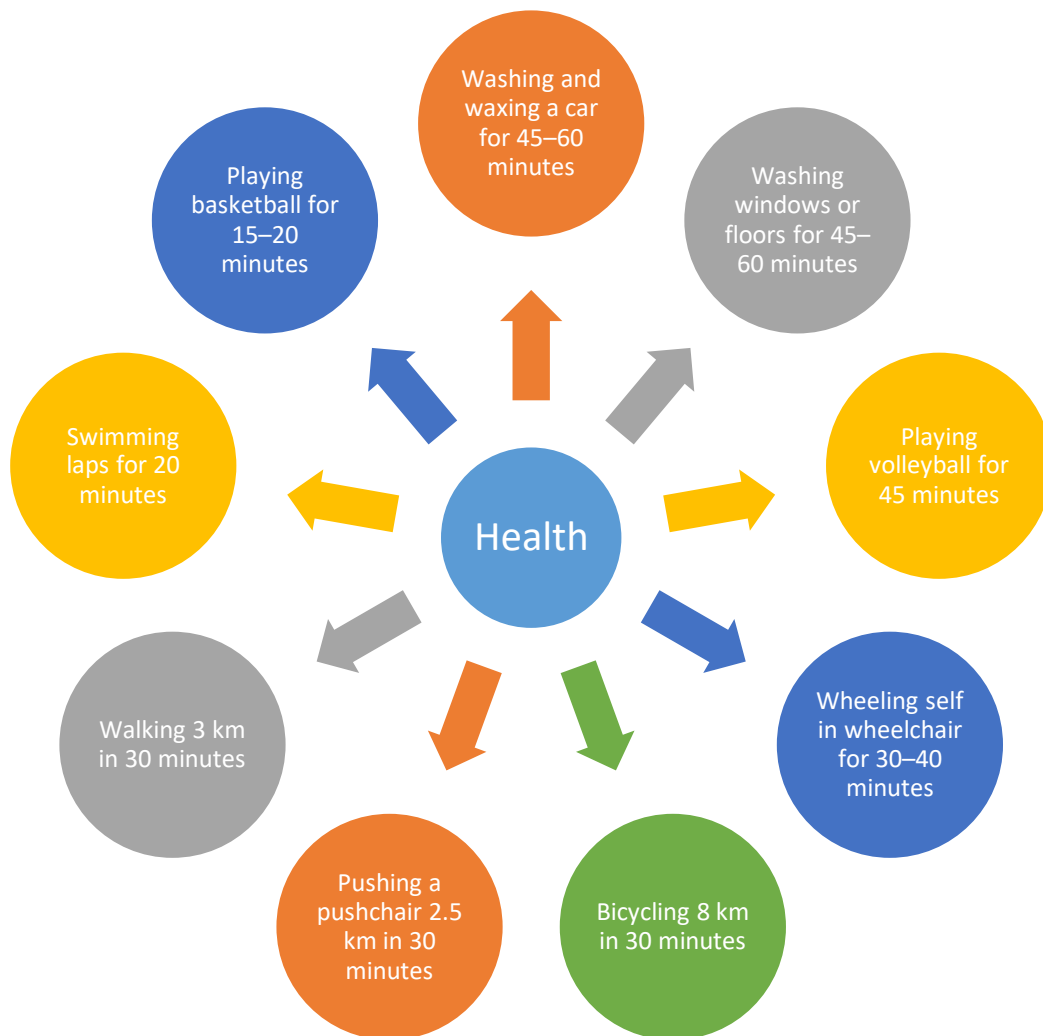 Washing and
waxing a car
for 45–60
minutes
Washing
windows or
floors for 45–
60 minutes
Playing
volleyball for
45 minutes
Wheeling self
in wheelchair
for 30–40
minutes
Bicycling 8 km
in 30 minutes
Pushing a
pushchair 2.5
km in 30
minutes
Walking 3 km
in 30 minutes
Swimming
laps for 20
minutes
Playing
basketball for
15–20
minutes
Health